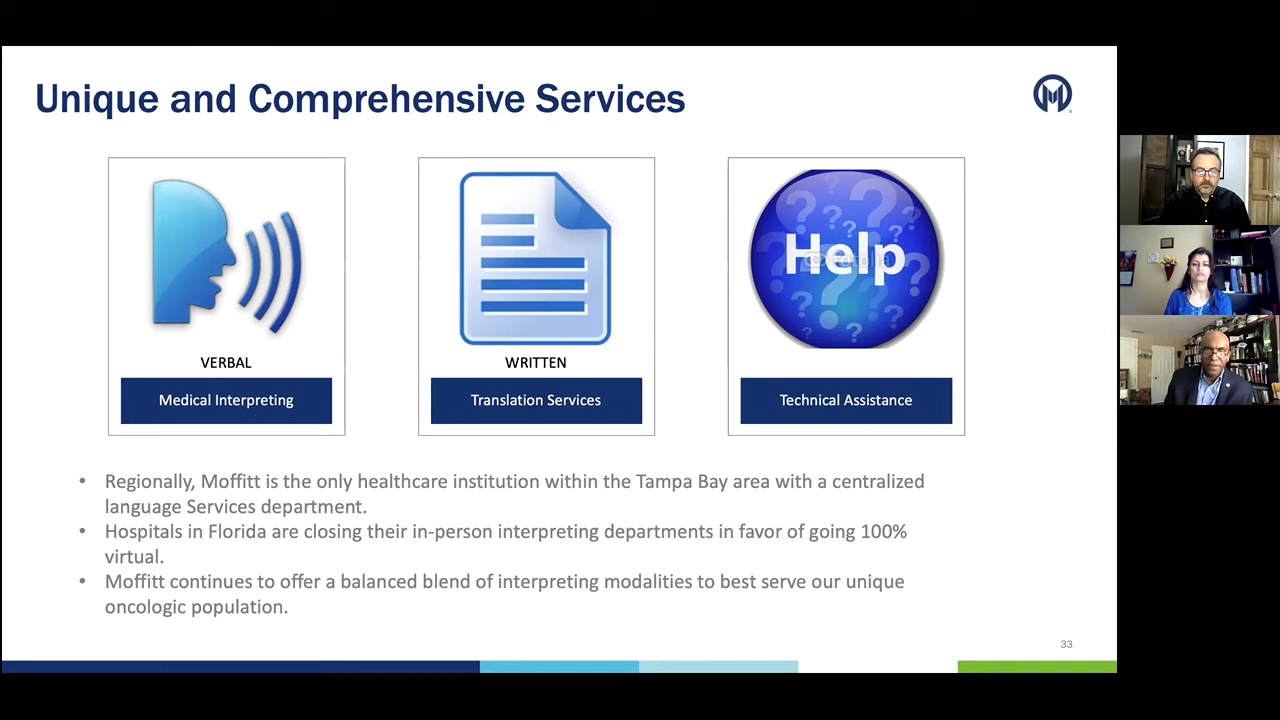 Unique and Comprehensive Services
Help
VERBAL
Medical Interpreting
WRITTEN
Translation Services
Technical Assistance
• Regionally, Moffitt is the only healthcare institution within the Tampa Bay area with a centralized
language Services department.
• Hospitals in Florida are closing their in-person interpreting departments in favor of going 100%
virtual.
• Moffitt continues to offer a balanced blend of interpreting modalities to best serve our unique
oncologic population.
33